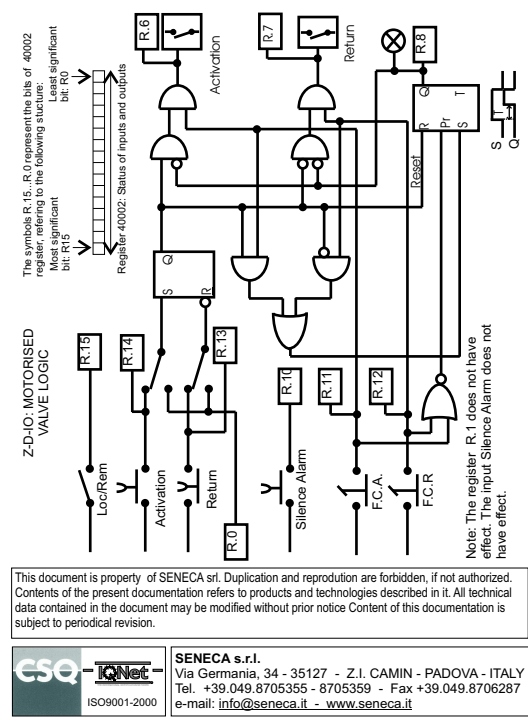 Z-D-IO: MOTORISED
VALVE LOGIC
The symbols R.15.. R.0 represent the bits of 40002
register, refering to the following stucture:
Most significant
bit: R15
Least significant
bit: R0
Register 40002: Status of inputs and outputs
R.15
Loc/Rem
R.14
Activation
R.13
Return
R.0
S
Q
R
R.6
Activation
R.7
Return
R.8
Q
T
R
Pr
S
Reset
S
T
Q
R.10
Silence Alarm
R.11
F.C.A.
R.12
F.C.R
Note: The register R.1 does not have
effect. The input Silence Alarm does not
have effect.
This document is property of SENECA srl. Duplication and reprodution are forbidden, if not authorized.
Contents of the present documentation refers to products and technologies described in it. All technical
data contained in the document may be modified without prior notice Content of this documentation is
subject to periodical revision.
CSQ
IQNet
ISO9001-2000
SENECA s.r.l.
Via Germania, 34 - 35127 - Z.I. CAMIN - PADOVA - ITALY
Tel. +39.049.8705355 - 8705359 - Fax +39.049.8706287
e-mail: info@seneca.it - www.seneca.it